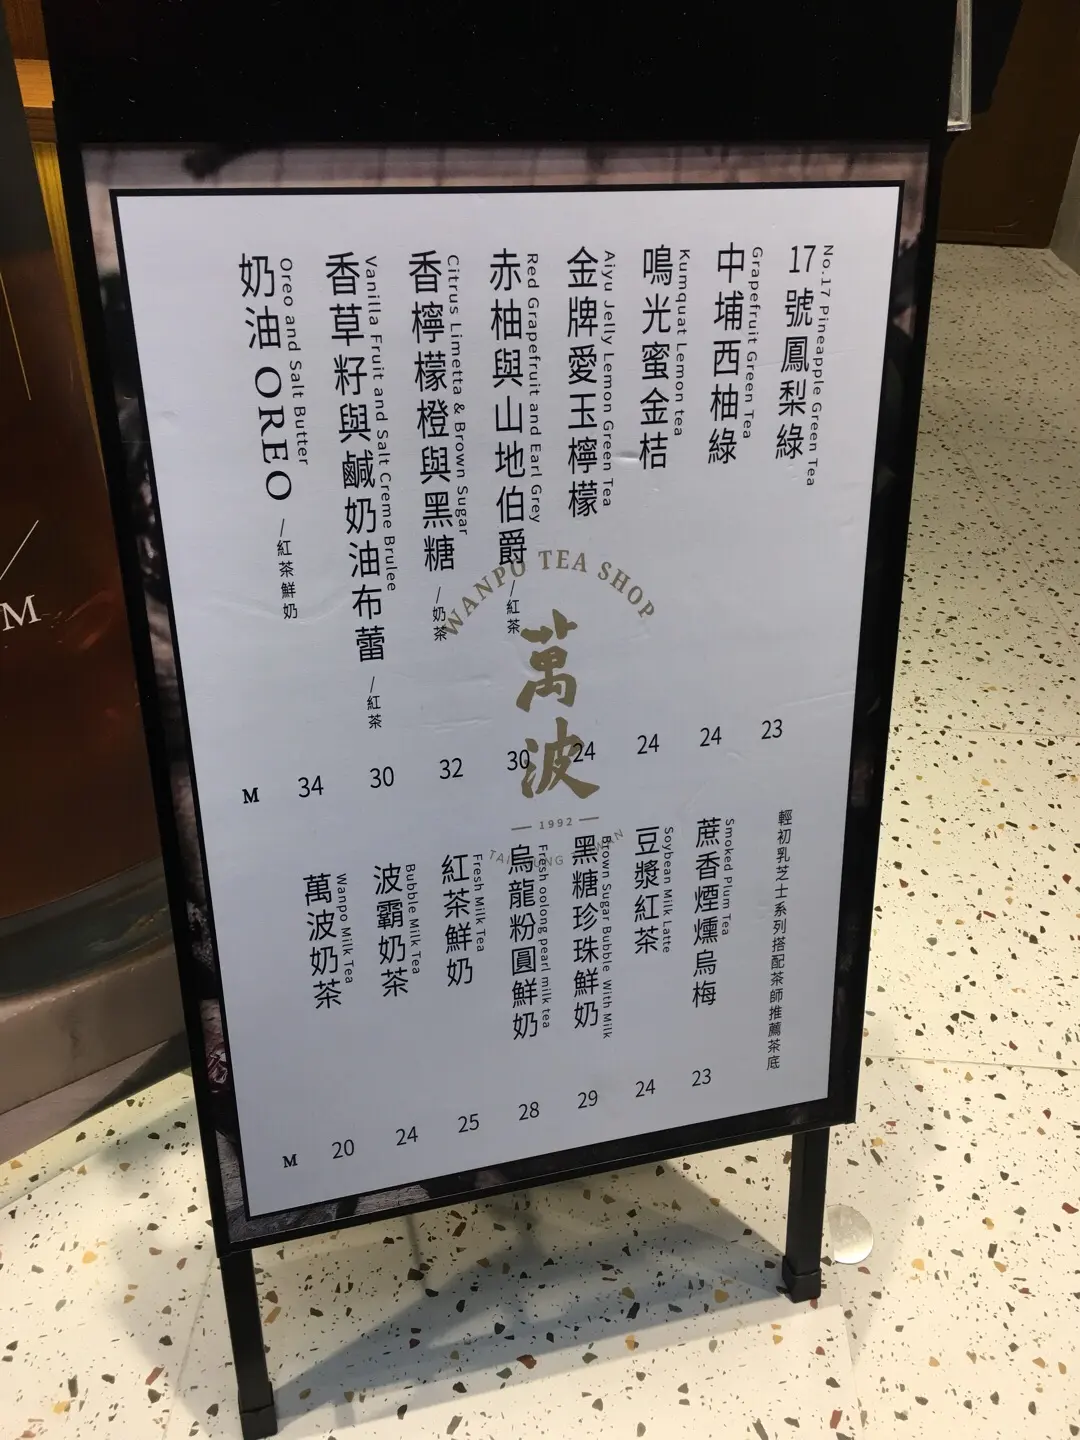 No.17 Pineapple Green Tea
17號鳳梨綠
23
Grapefruit Green Tea
中埔西柚綠
24
Kumquat Lemon tea
鳴光蜜金桔
24
Aiyu Jelly Lemon Green Tea
金牌愛玉檸檬
24
Red Grapefruit and Earl Grey
赤柚與山地伯爵/紅茶
30
Citrus Limetta & Brown Sugar
香檸檬橙與黑糖/奶茶
32
Vanilla Fruit and Salt Creme Brulee
香草籽與鹹奶油布蕾/紅茶
30
Oreo and Salt Butter
奶油OREO/紅茶鮮奶
34
M
WANPO TEA SHOP
萬波
1992
輕初乳芝士系列搭配茶師推薦茶底
Smoked Plum Tea
蔗香煙燻烏梅
23
Soybean Milk Latte
豆漿紅茶
24
Brown Sugar Bubble With Milk
黑糖珍珠鮮奶
29
Fresh oolong pearl milk tea
烏龍粉圓鮮奶
28
Fresh Milk Tea
紅茶鮮奶
25
Bubble Milk Tea
波霸奶茶
24
Wanpo Milk Tea
萬波奶茶
20
M
M